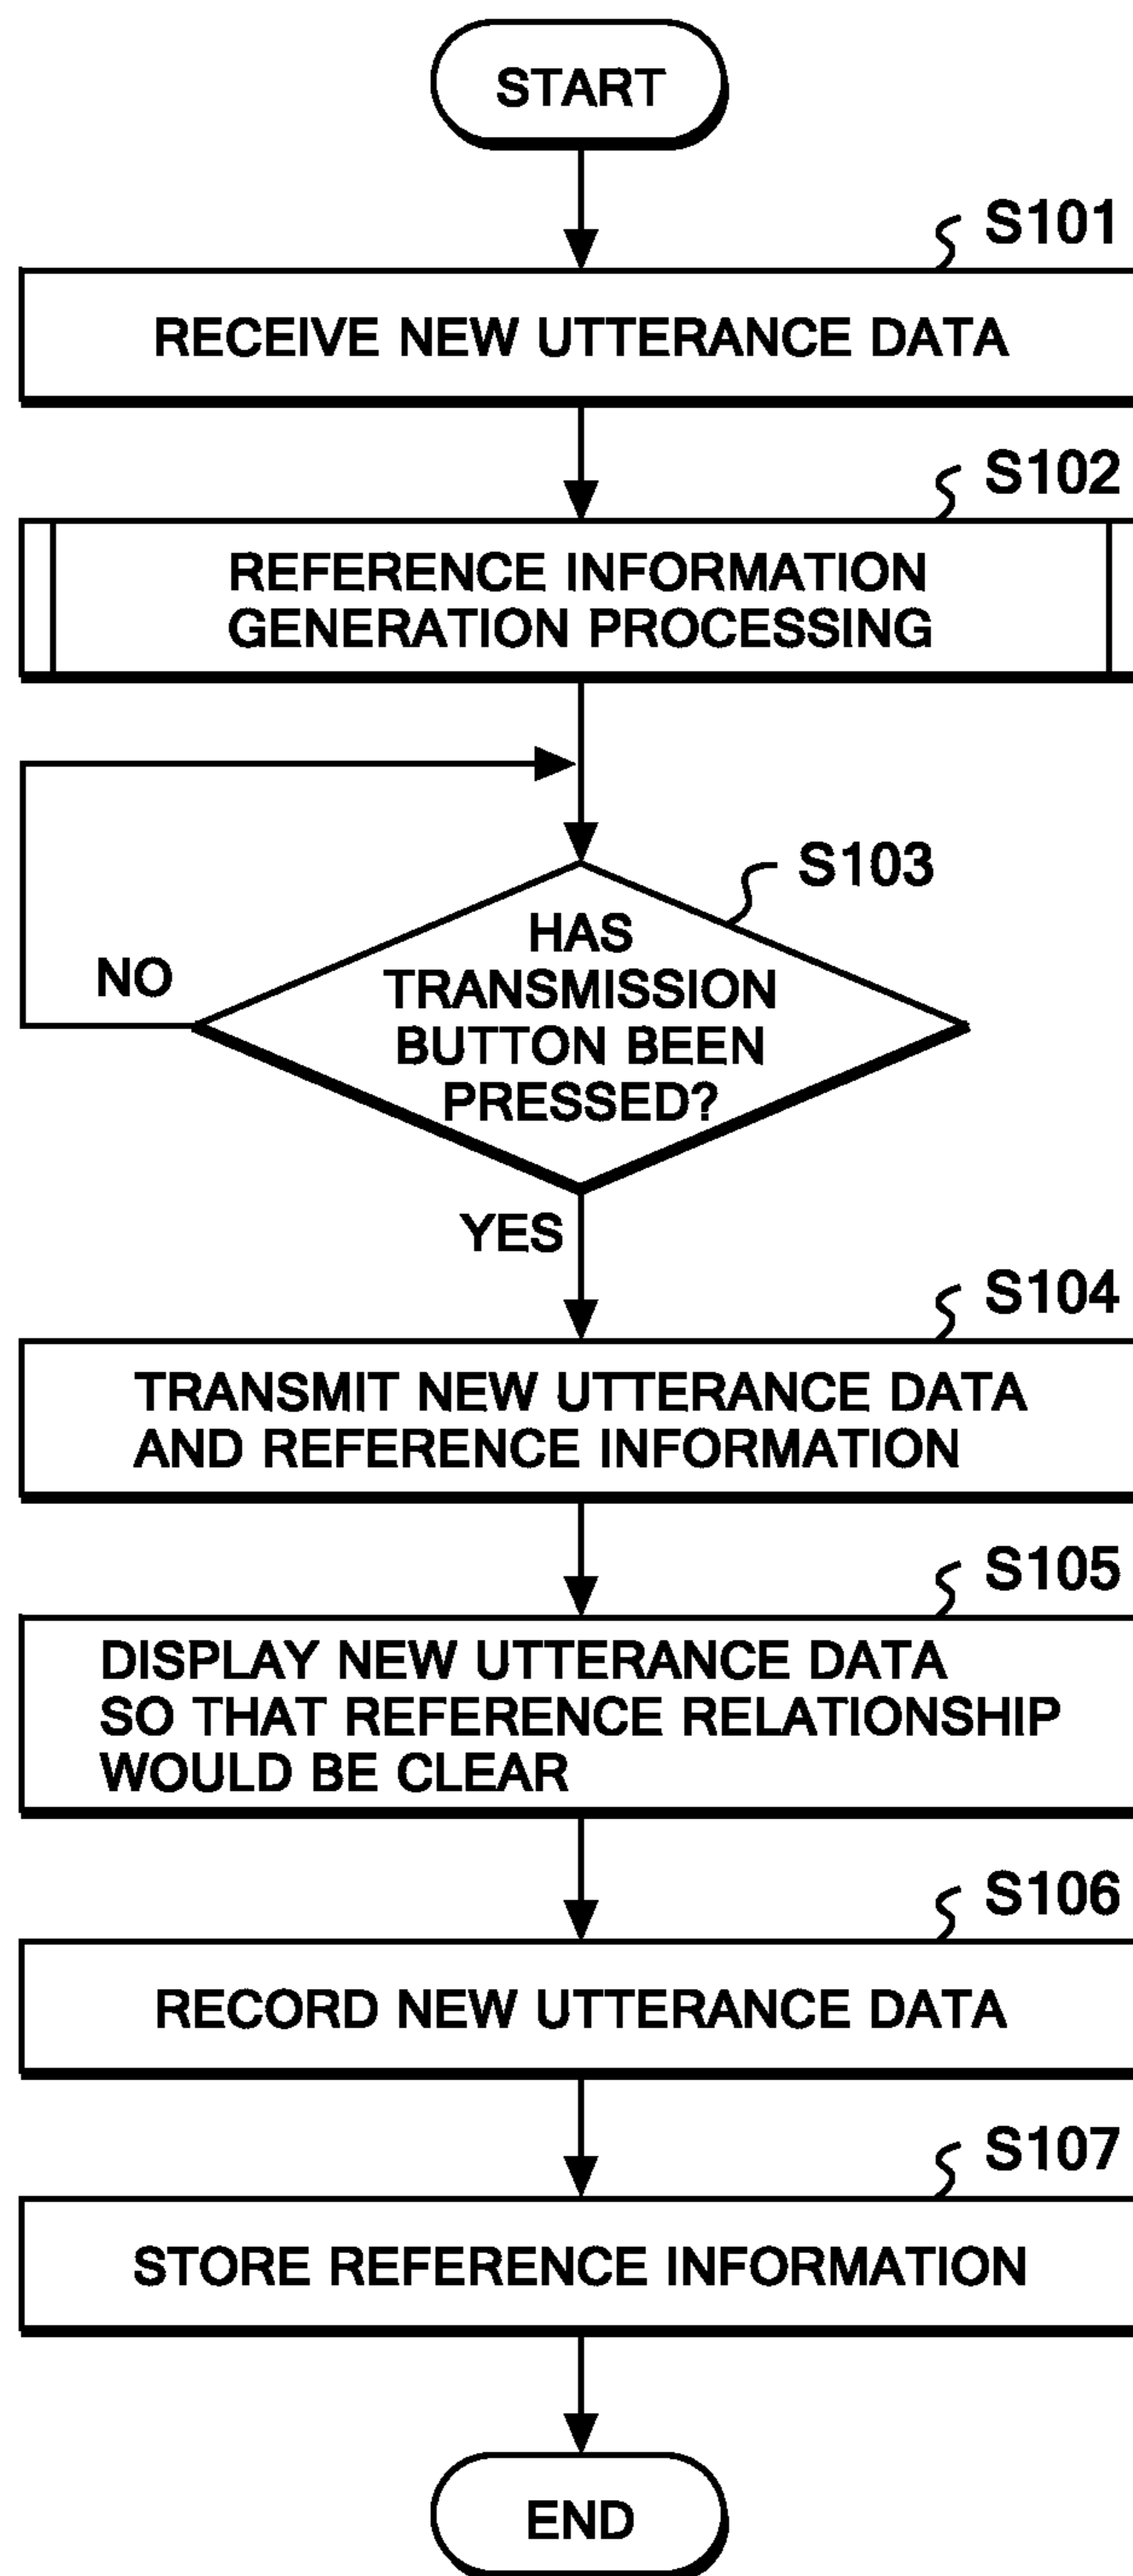 START
S101
RECEIVE NEW UTTERANCE DATA
S102
REFERENCE INFORMATION
GENERATION PROCESSING
S103
HAS
TRANSMISSION
BUTTON BEEN
PRESSED?
NO
YES
S104
TRANSMIT NEW UTTERANCE DATA
AND REFERENCE INFORMATION
S105
DISPLAY NEW UTTERANCE DATA
SO THAT REFERENCE RELATIONSHIP
WOULD BE CLEAR
S106
RECORD NEW UTTERANCE DATA
S107
STORE REFERENCE INFORMATION
END